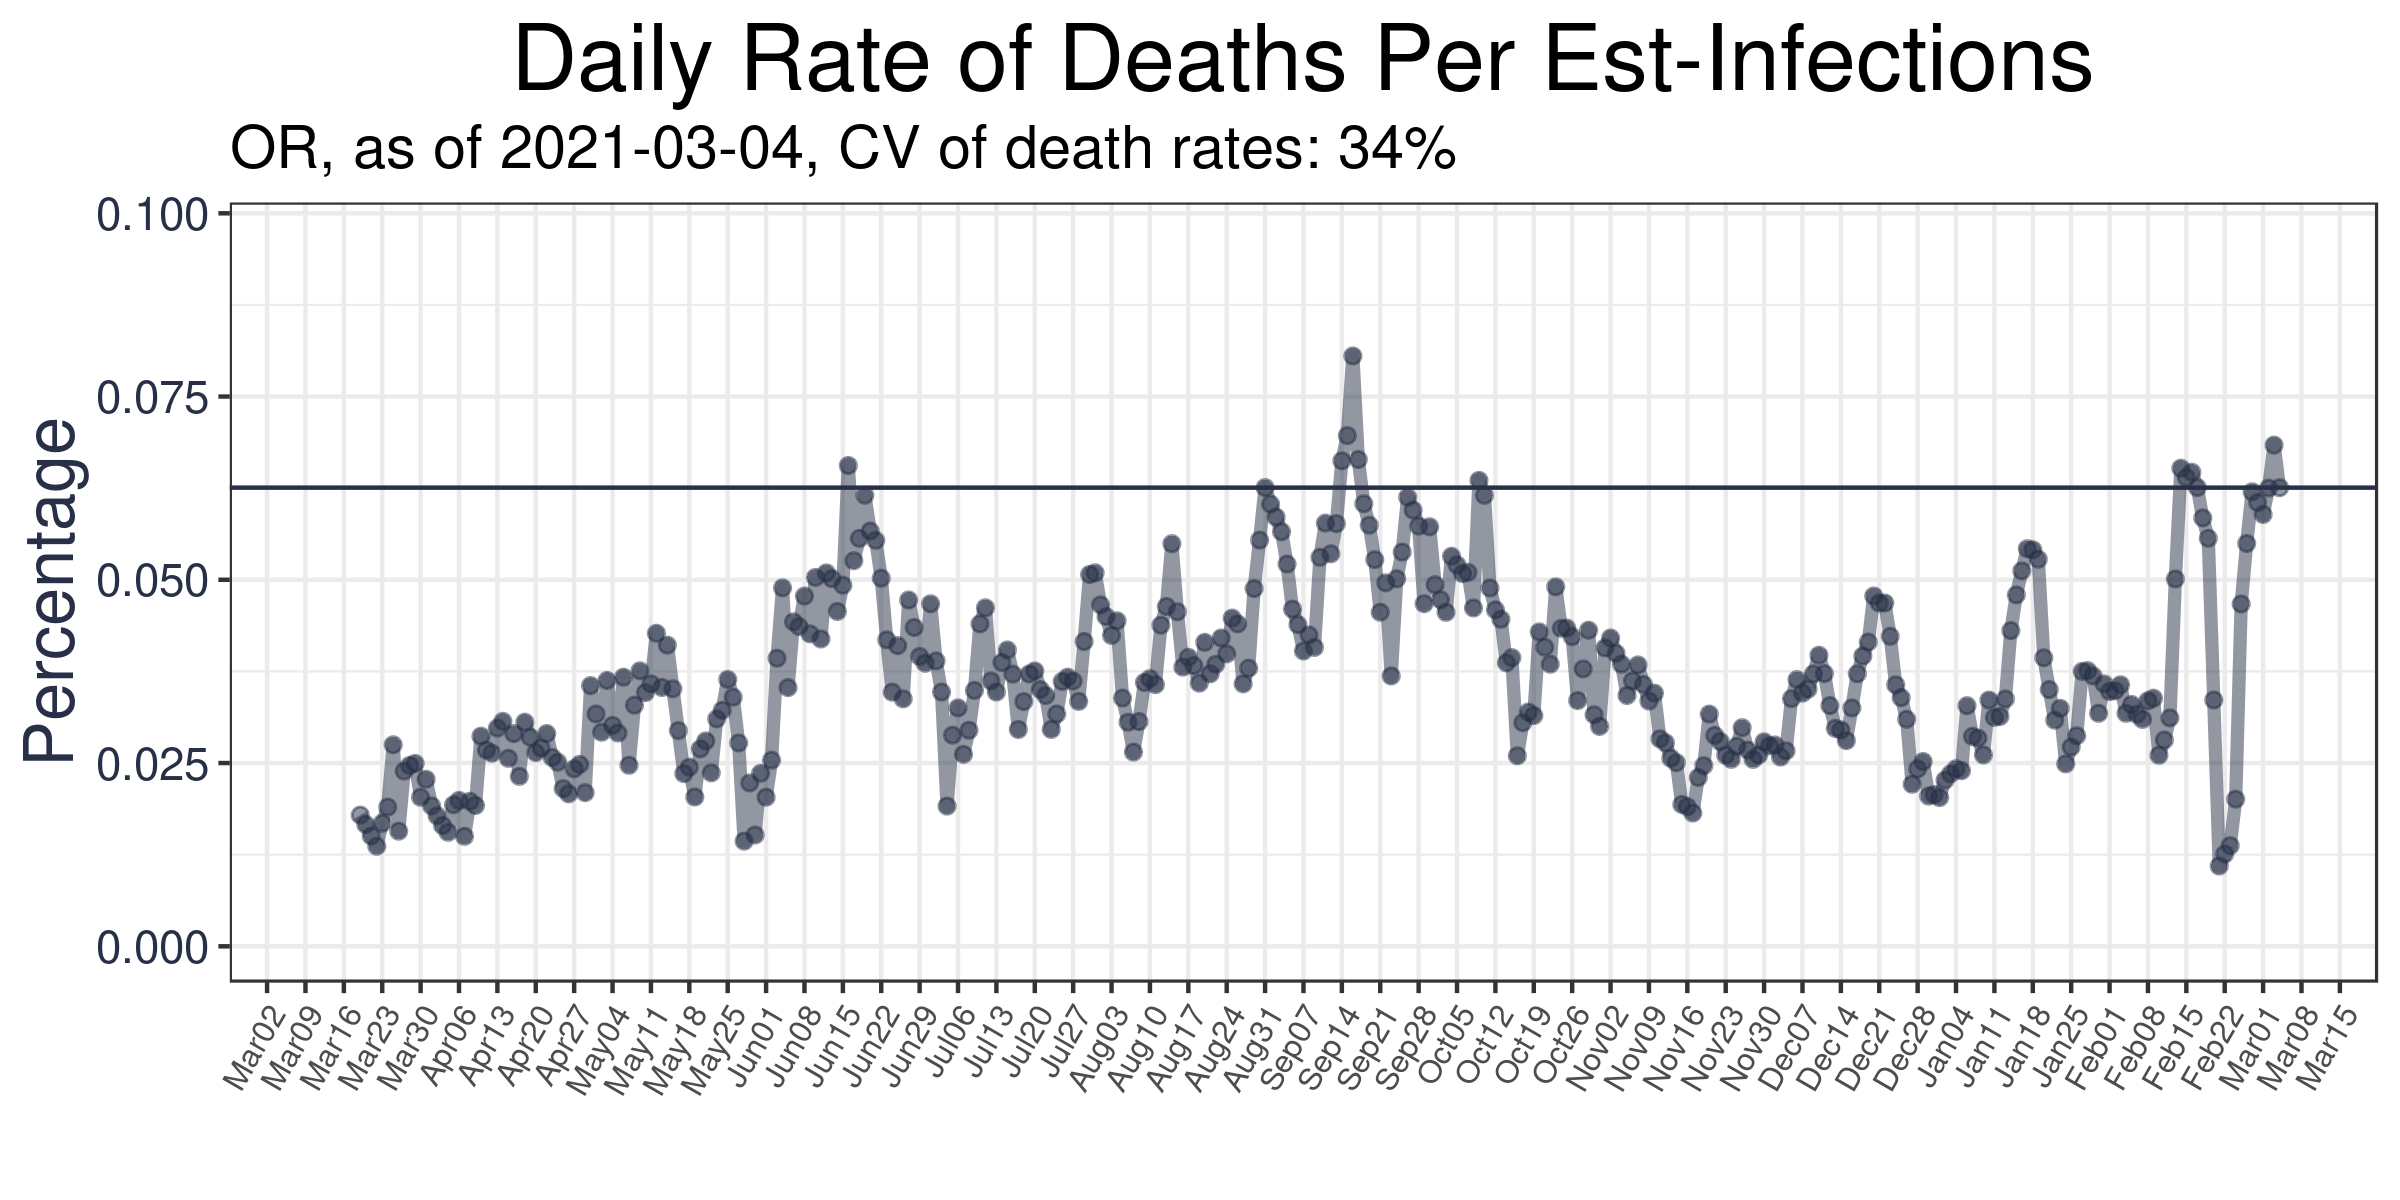 Daily Rate of Deaths Per Est-Infections
OR, as of 2021-03-04, CV of death rates: 34%
Percentage
0.100
0.075
0.050
0.025
0.000
Mar02 Mar09 Mar16 Mar23 Mar30 Apr06 Apr13 Apr20 Apr27 May04 May11 May18 May25 Jun01 Jun08 Jun15 Jun22 Jun29 Jul06 Jul13 Jul20 Jul27 Aug03 Aug10 Aug17 Aug24 Aug31 Sep07 Sep14 Sep21 Sep28 Oct05 Oct12 Oct19 Oct26 Nov02 Nov09 Nov16 Nov23 Nov30 Dec07 Dec14 Dec21 Dec28 Jan04 Jan11 Jan18 Jan25 Feb01 Feb08 Feb15 Feb22 Mar01 Mar08 Mar15